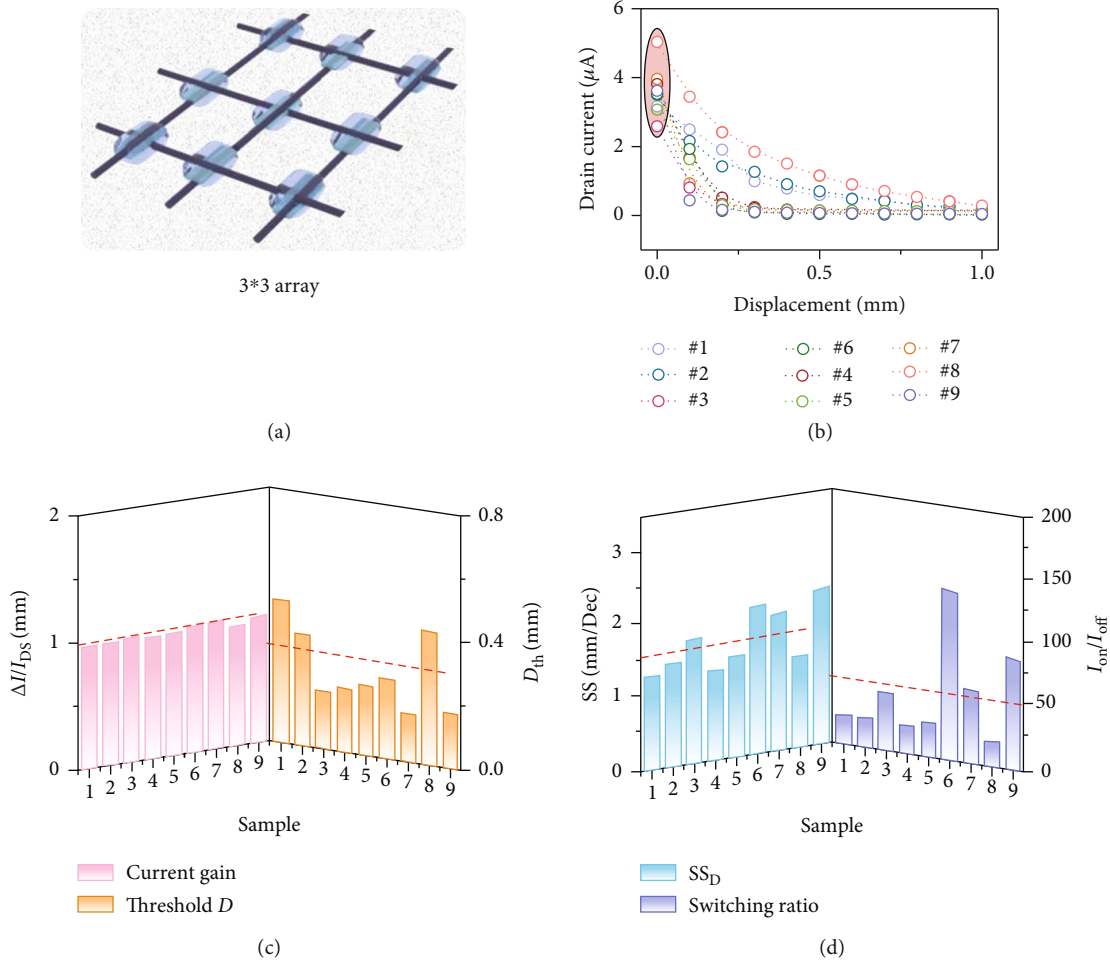 3*3 array
(a)
6
4
2
0
Drain current (μA)
0.0
0.5
1.0
Displacement (mm)
#1
#6
#7
#2
#4
#8
#3
#5
#9
(b)
2
1
0
ΔI/I_DS (mm)
0.8
0.4
0.0
D_th (mm)
1 2 3 4 5 6 7 8 9
1 2 3 4 5 6 7 8 9
Sample
Current gain
Threshold D
(c)
3
2
1
0
SS (mm/Dec)
200
150
100
50
0
I_on/I_off
1 2 3 4 5 6 7 8 9
1 2 3 4 5 6 7 8 9
Sample
SS_D
Switching ratio
(d)